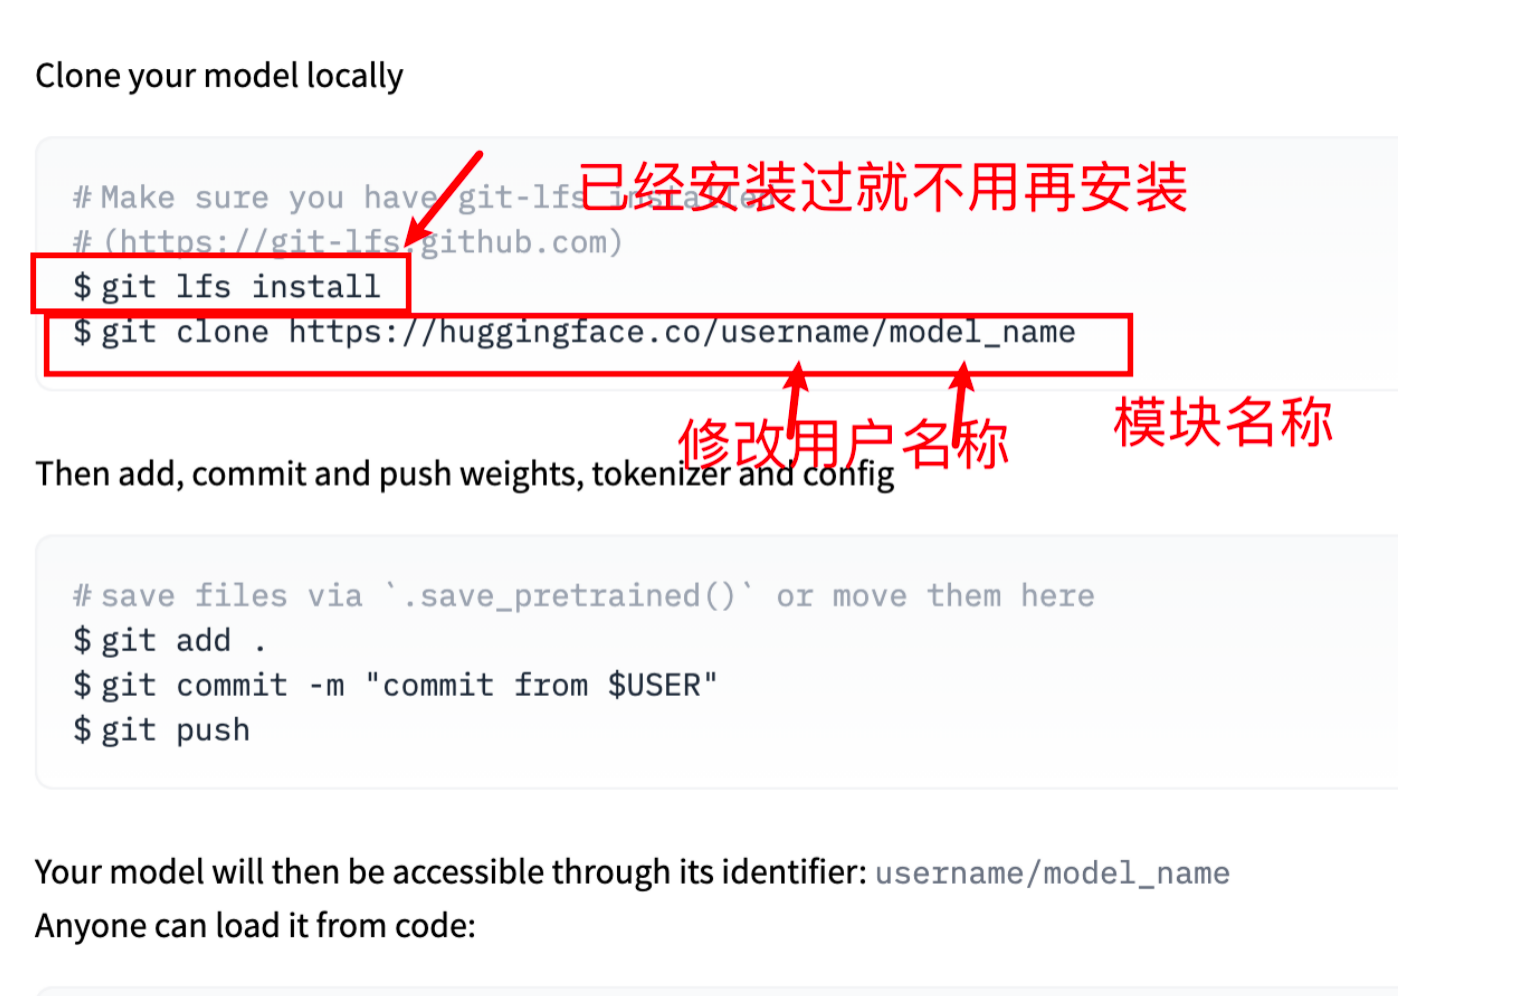 Clone your model locally
# Make sure you have git-lfs installed
已经安装过就不用再安装
# (https://git-lfs.github.com)
$ git lfs install
$ git clone https://huggingface.co/username/model_name
修改用户名称
模块名称
Then add, commit and push weights, tokenizer and config
# save files via `.save_pretrained()` or move them here
$ git add .
$ git commit -m "commit from $USER"
$ git push
Your model will then be accessible through its identifier: username/model_name
Anyone can load it from code: